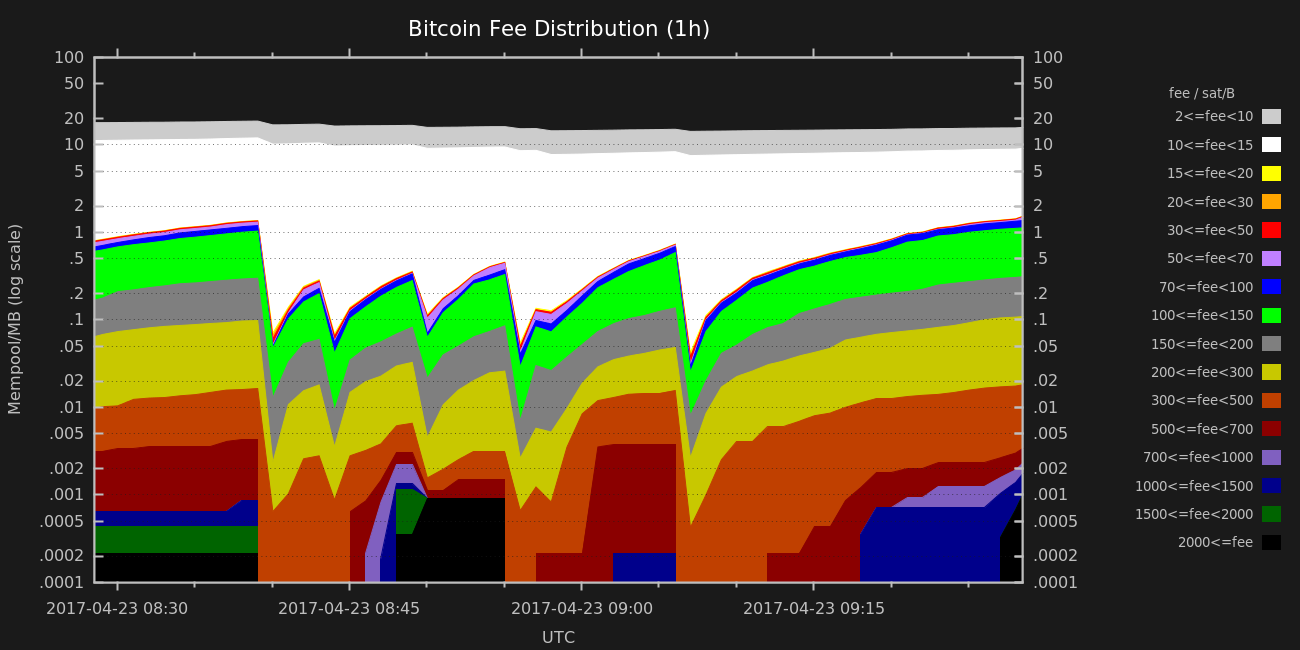 Bitcoin Fee Distribution (1h)
Mempool/MB (log scale)
100
50
20
10
5
2
1
.5
.2
.1
.05
.02
.01
.005
.002
.001
.0005
.0002
.0001
100
50
20
10
5
2
1
.5
.2
.1
.05
.02
.01
.005
.002
.001
.0005
.0002
.0001
2017-04-23 08:30
2017-04-23 08:45
2017-04-23 09:00
2017-04-23 09:15
UTC
fee / sat/B
2<=fee<10
10<=fee<15
15<=fee<20
20<=fee<30
30<=fee<50
50<=fee<70
70<=fee<100
100<=fee<150
150<=fee<200
200<=fee<300
300<=fee<500
500<=fee<700
700<=fee<1000
1000<=fee<1500
1500<=fee<2000
2000<=fee